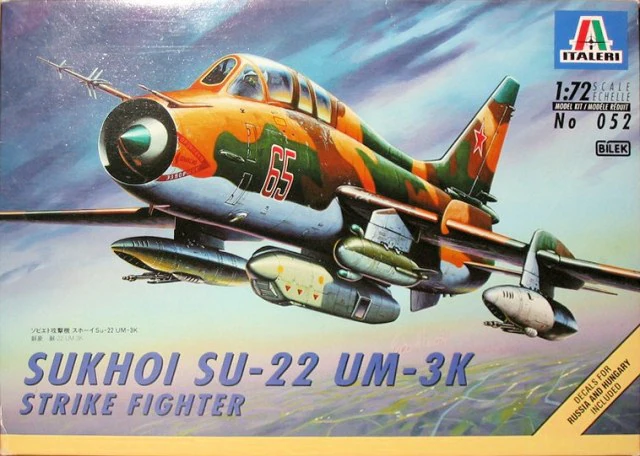 ITALERI
1:72 SCALE
ECHELLE
MODEL KIT / MODÈLE RÉDUIT
No 052
BILEK
65
ソビエト攻撃機 スホーイSu-22 UM-3K
SUKHOI SU-22 UM-3K
STRIKE FIGHTER
DECALS FOR
RUSSIA AND HUNGARY
INCLUDED